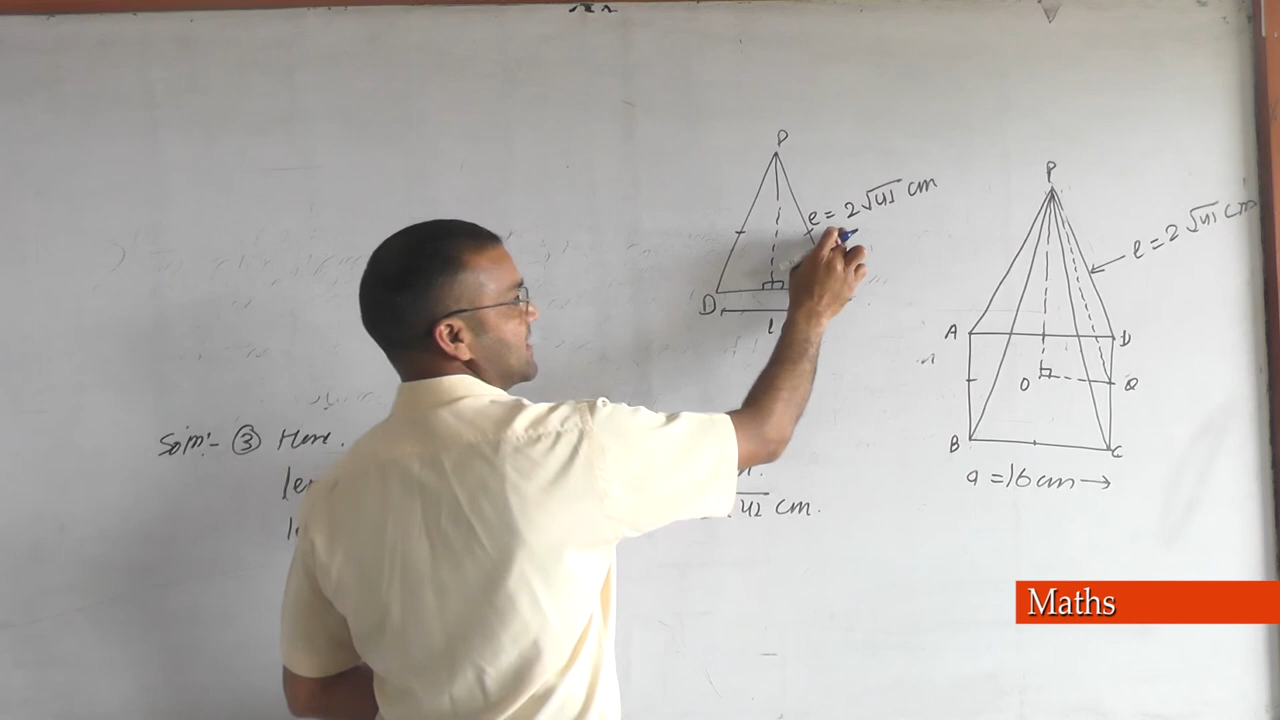 P
e = 2√41 cm
D
l
P
e = 2√41 cm
A
D
O
Q
B
C
a = 16 cm →
Soln:- ③ Here.
le
41 cm.
Maths